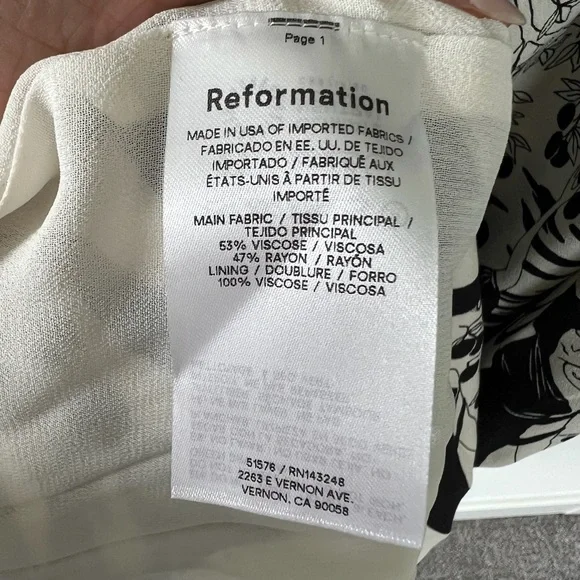 Page 1
Reformation
MADE IN USA OF IMPORTED FABRICS /
FABRICADO EN EE. UU. DE TEJIDO
IMPORTADO / FABRIQUÉ AUX
ÉTATS-UNIS À PARTIR DE TISSU
IMPORTÉ
MAIN FABRIC / TISSU PRINCIPAL /
TEJIDO PRINCIPAL
53% VISCOSE / VISCOSA
47% RAYON / RAYÓN
LINING / DOUBLURE / FORRO
100% VISCOSE / VISCOSA
51576 / RN143248
2263 E VERNON AVE.
VERNON, CA 90058